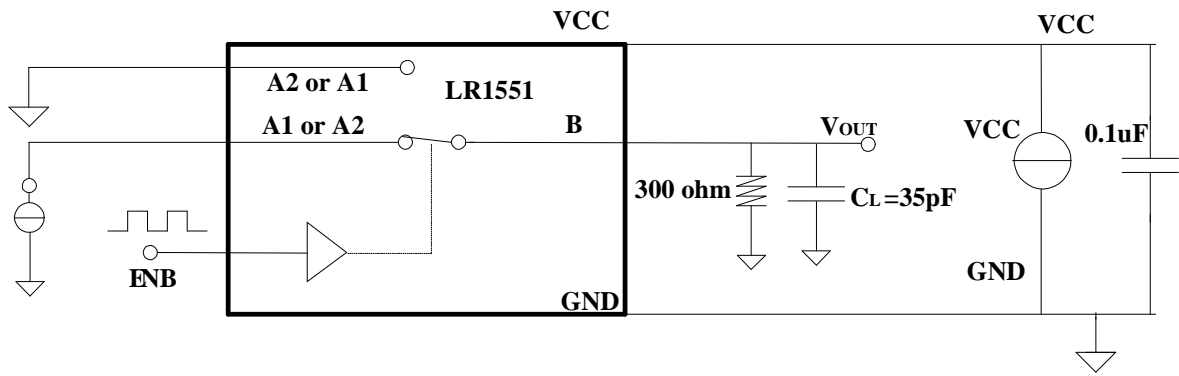 VCC
VCC
A2 or A1
LR1551
A1 or A2
B
VOUT
VCC
0.1uF
300 ohm
CL=35pF
ENB
GND
GND